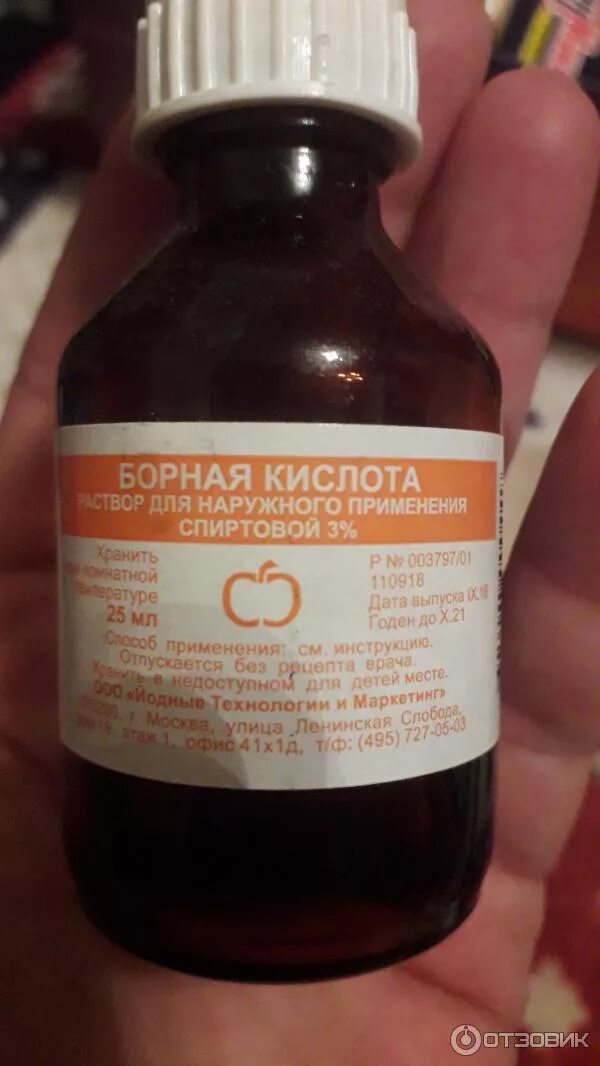 БОРНАЯ КИСЛОТА
РАСТВОР ДЛЯ НАРУЖНОГО ПРИМЕНЕНИЯ
СПИРТОВОЙ 3%
Хранить
комнатной
температуре
25 мл
Р № 003797/01
110918
Дата выпуска IX.18
Годен до X.21
Способ применения: см. инструкцию.
Отпускается без рецепта врача.
Хранить в недоступном для детей месте.
ООО «Йодные Технологии и Маркетинг»
г. Москва, улица Ленинская Слобода,
этаж 1, офис 41х1д, т/ф: (495) 727-05-03
ОТЗОВИК